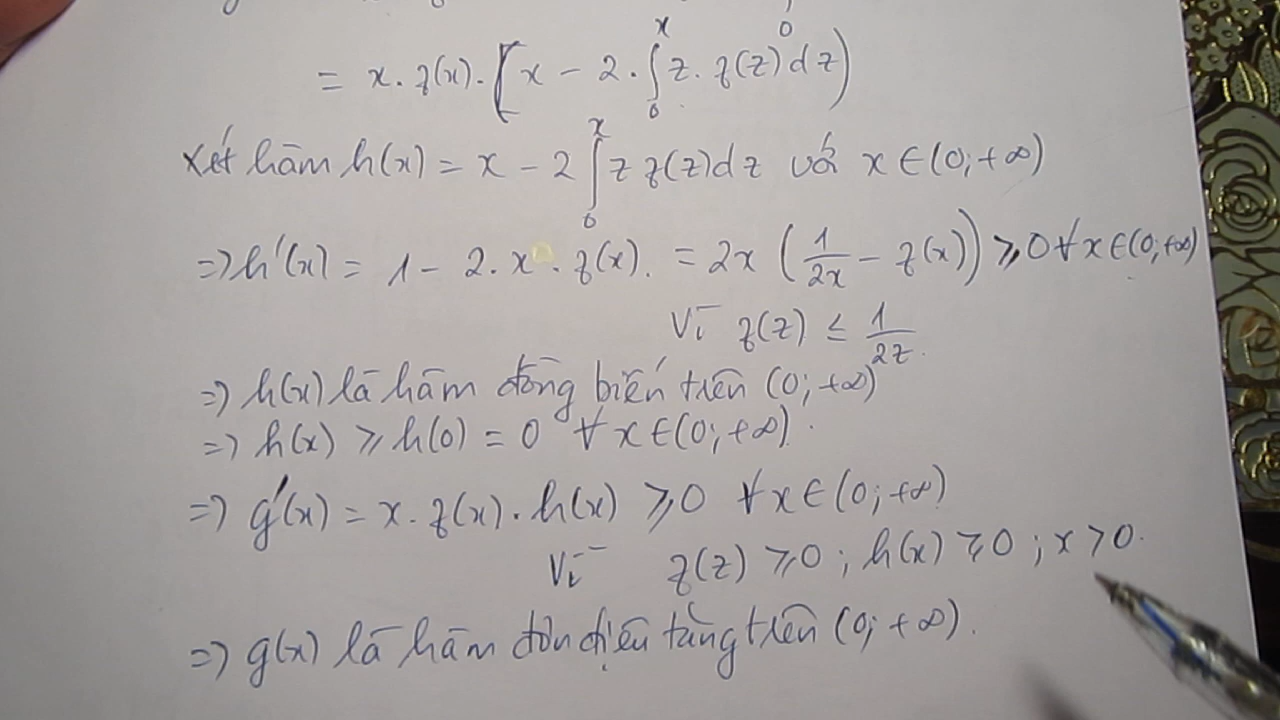 = x. q(x). [x - 2. ∫₀ˣ z. q(z) dz)
Xét hàm h(x) = x - 2 ∫₀ˣ z q(z) dz với x ∈ (0; +∞)
=> h'(x) = 1 - 2. x . q(x). = 2x (1/2x - q(x)) ≥ 0 ∀ x ∈ (0; +∞)
Vì q(z) ≤ 1/2z.
=> h(x) là hàm đồng biến trên (0; +∞)
=> h(x) ≥ h(0) = 0 ∀ x ∈ (0; +∞).
=> g'(x) = x. q(x). h(x) ≥ 0 ∀ x ∈ (0; +∞)
Vì q(z) ≥ 0 ; h(x) ≥ 0 ; x > 0.
=> g(x) là hàm đơn điệu tăng trên (0; +∞).